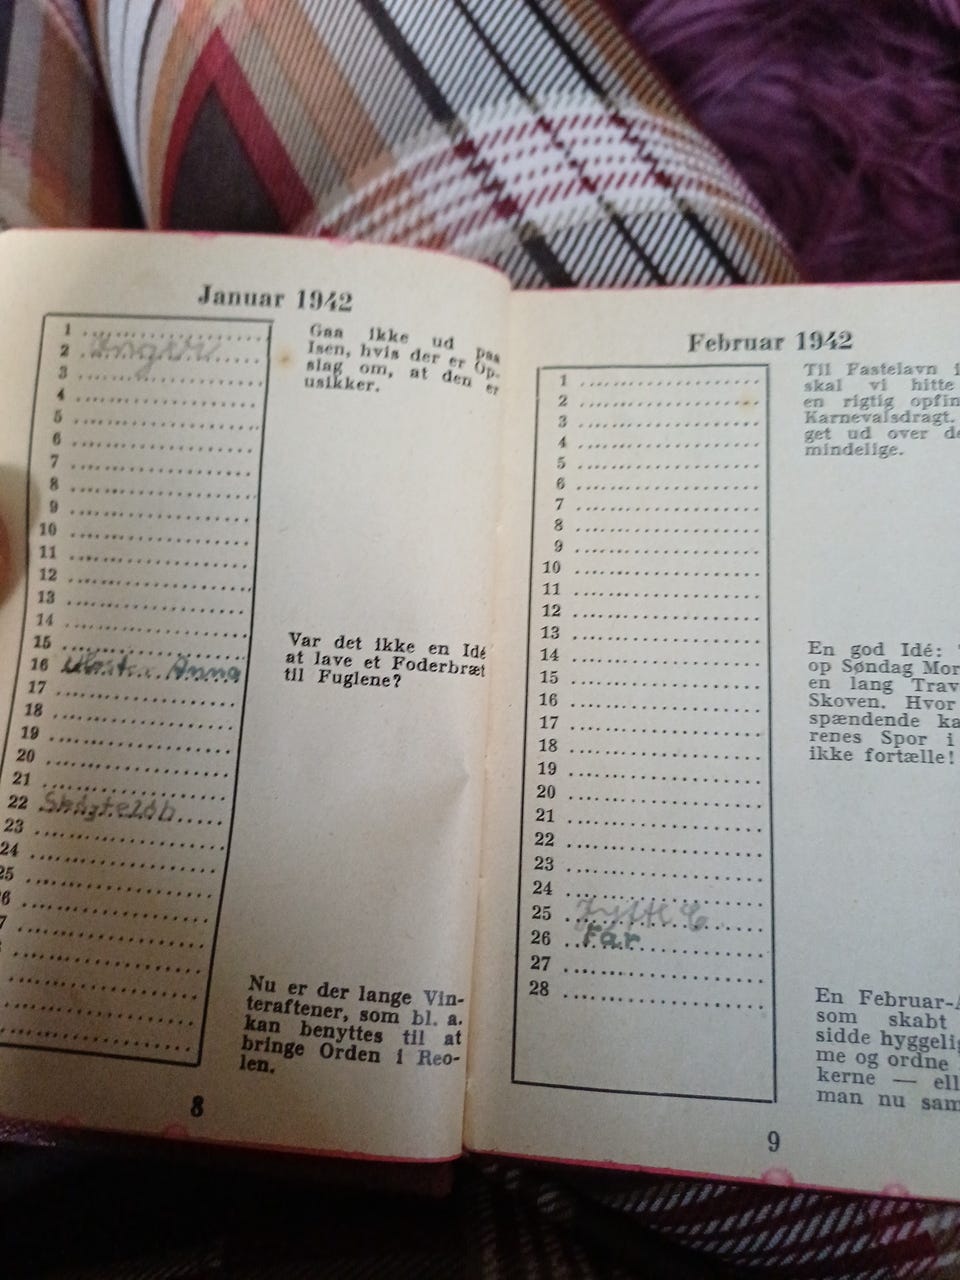 Januar 1942
1
2
3
4
5
6
7
8
9
10
11
12
13
14
15
16 Anna
17
18
19
20
21
22
23
24
25
Gaa ikke ud paa
Isen, hvis der er Op-
slag om, at den er
usikker.
Var det ikke en Idé
at lave et Foderbræt
til Fuglene?
Nu er der lange Vin-
teraftener, som bl. a.
kan benyttes til at
bringe Orden i Reo-
len.
8
Februar 1942
1
2
3
4
5
6
7
8
9
10
11
12
13
14
15
16
17
18
19
20
21
22
23
24
25 Jytte C
26 Far
27
28
Til Fastelavn
skal vi hitte
en rigtig opfin
Karnevalsdragt.
get ud over de
mindelige.
En god Idé:
op Søndag Mor
en lang Trav
Skoven. Hvor
spændende ka
renes Spor i
ikke fortælle!
En Februar-A
som skabt
sidde hyggelig
me og ordne
kerne — ell
man nu sam
9